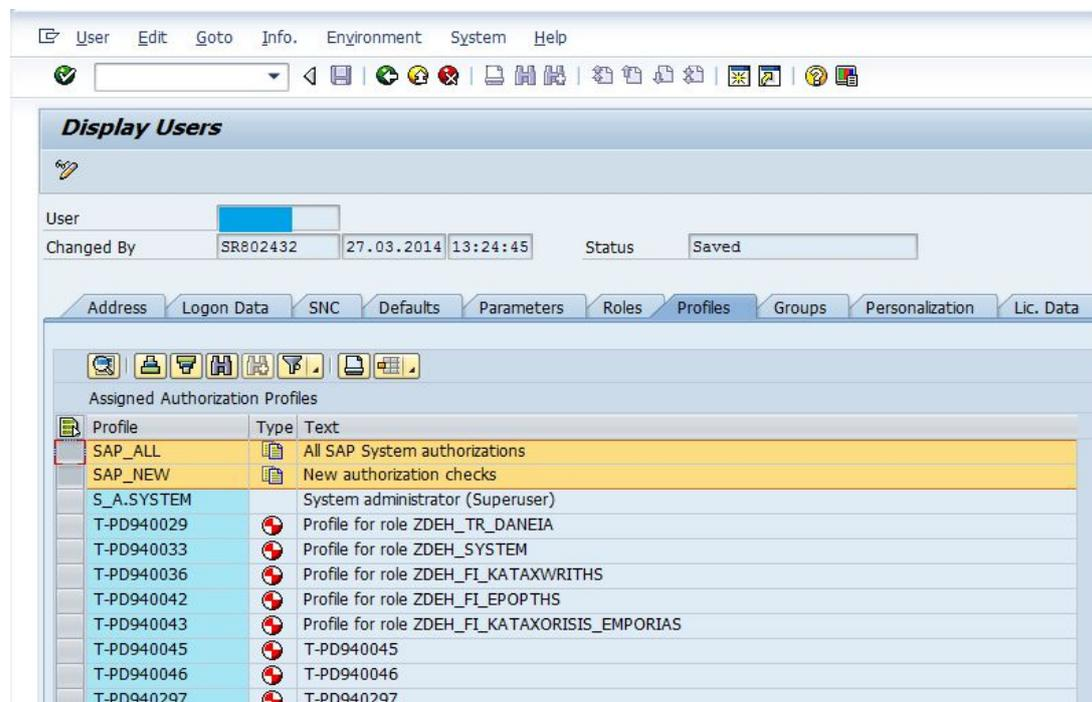 User Edit Goto Info. Environment System Help
Display Users
User
Changed By SR802432 27.03.2014 13:24:45 Status Saved
Address Logon Data SNC Defaults Parameters Roles Profiles Groups Personalization Lic. Data
Assigned Authorization Profiles
Profile Type Text
SAP_ALL All SAP System authorizations
SAP_NEW New authorization checks
S_A.SYSTEM System administrator (Superuser)
T-PD940029 Profile for role ZDEH_TR_DANEIA
T-PD940033 Profile for role ZDEH_SYSTEM
T-PD940036 Profile for role ZDEH_FI_KATAXWRITHS
T-PD940042 Profile for role ZDEH_FI_EPOPTHS
T-PD940043 Profile for role ZDEH_FI_KATAXORISIS_EMPORIAS
T-PD940045 T-PD940045
T-PD940046 T-PD940046
T-PD940297 T-PD940297